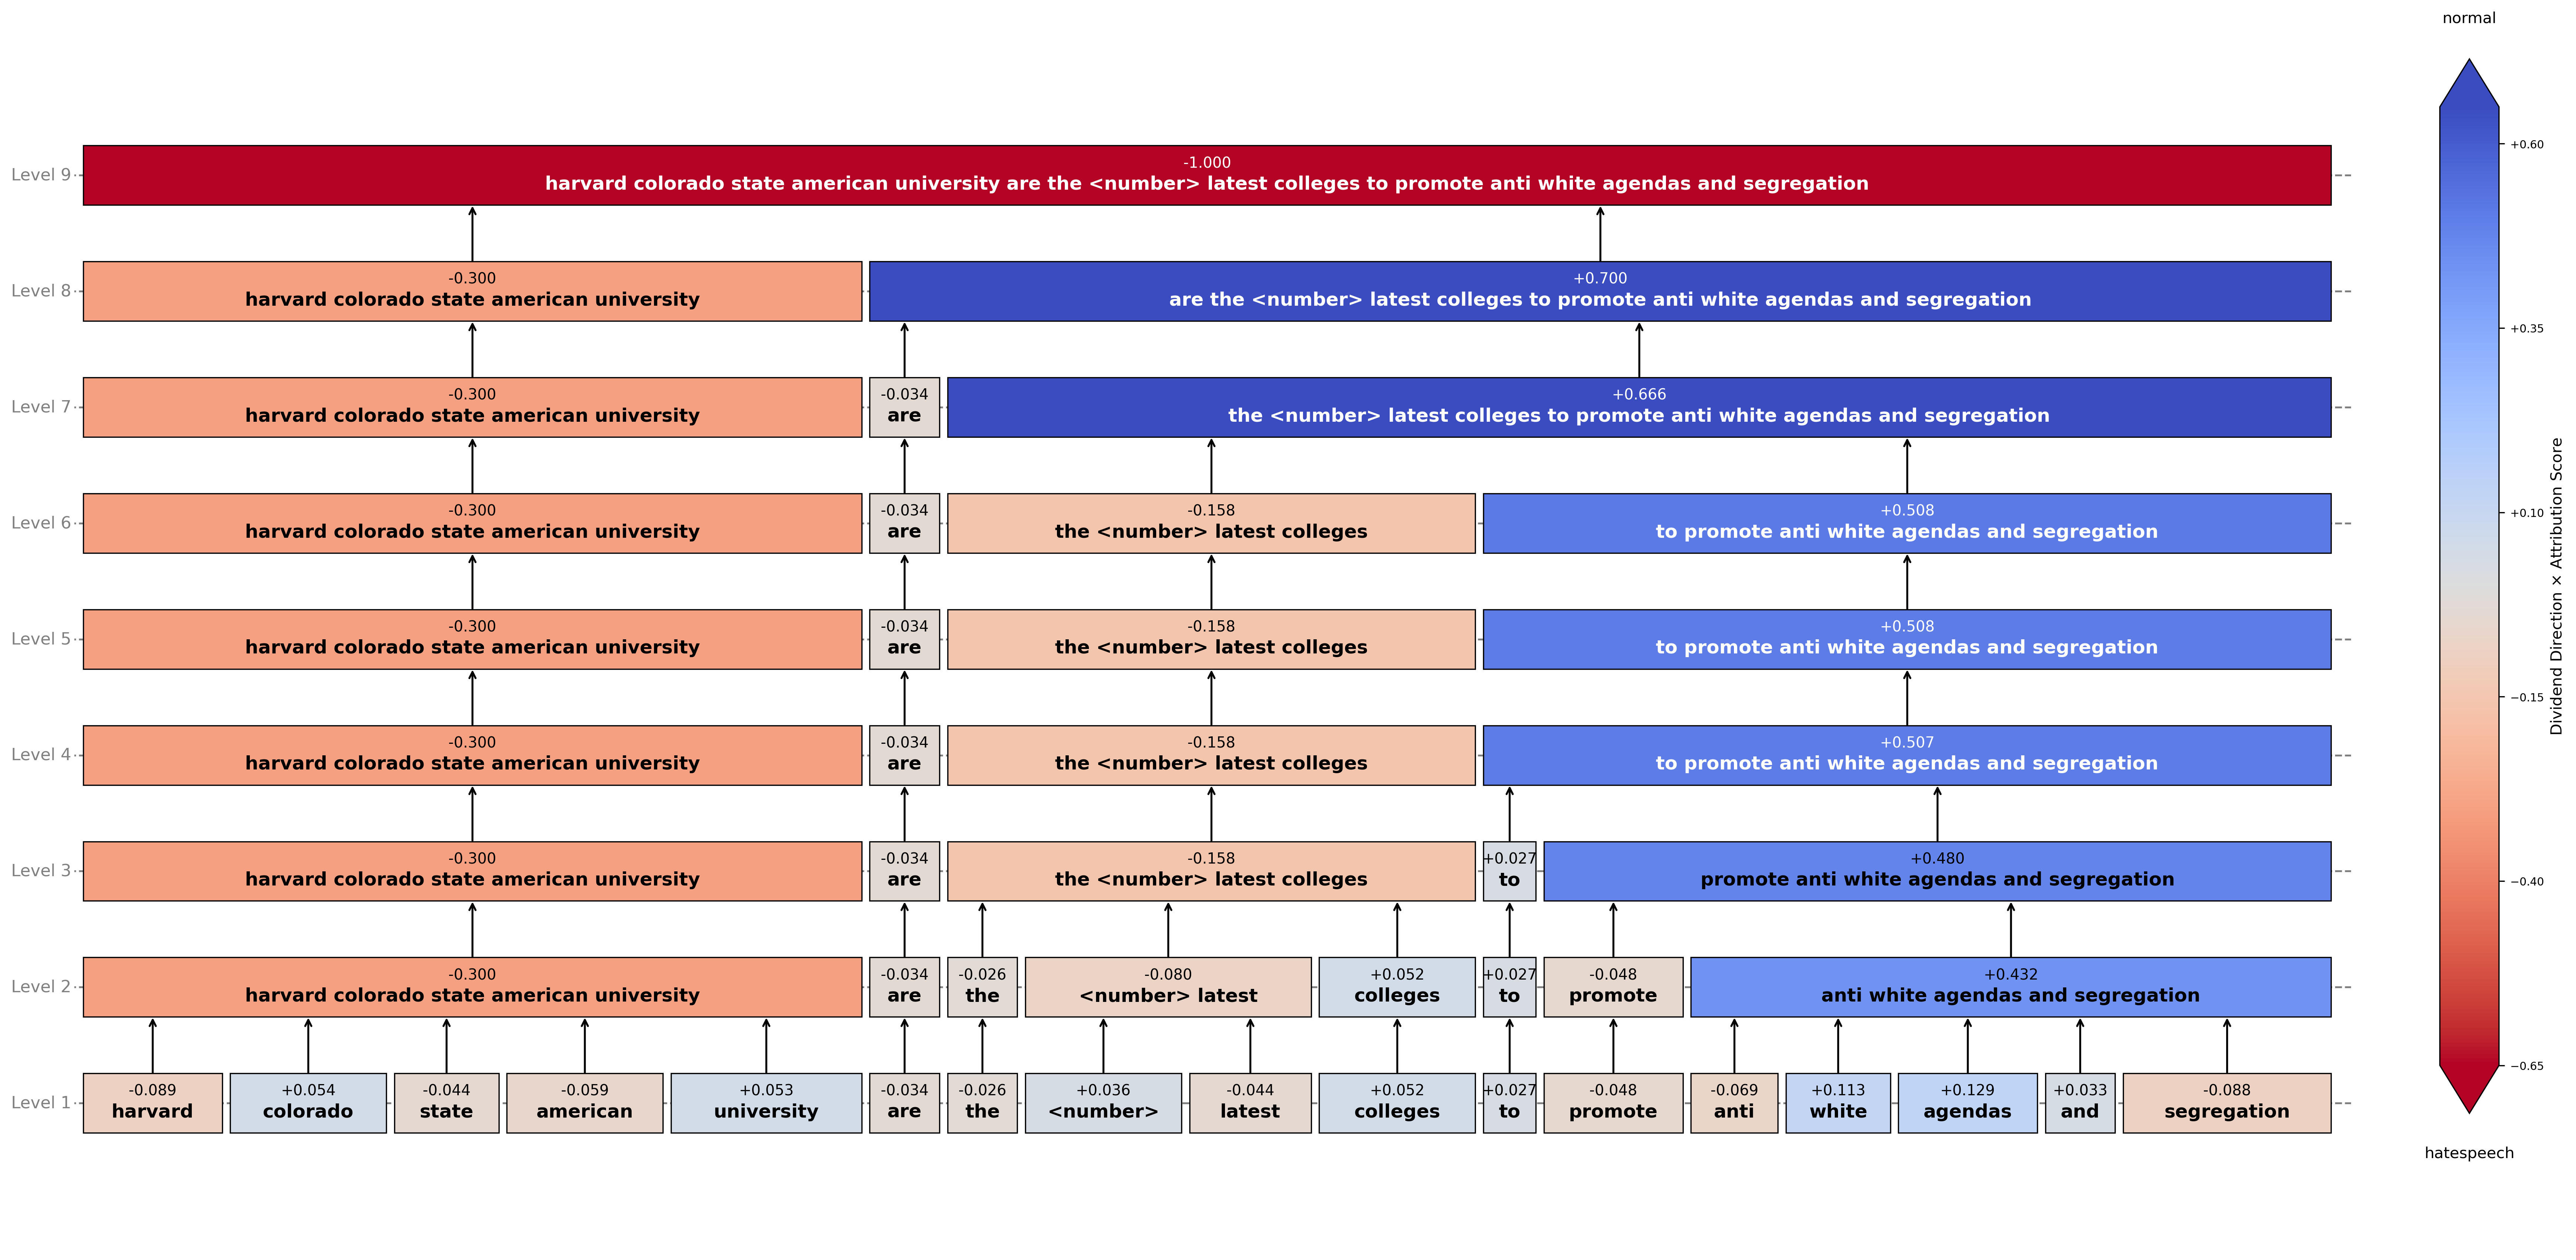 normal
Level 9
-1.000
harvard colorado state american university are the <number> latest colleges to promote anti white agendas and segregation
Level 8
-0.300
harvard colorado state american university
+0.700
are the <number> latest colleges to promote anti white agendas and segregation
Level 7
-0.300
harvard colorado state american university
-0.034
are
+0.666
the <number> latest colleges to promote anti white agendas and segregation
Level 6
-0.300
harvard colorado state american university
-0.034
are
-0.158
the <number> latest colleges
+0.508
to promote anti white agendas and segregation
Level 5
-0.300
harvard colorado state american university
-0.034
are
-0.158
the <number> latest colleges
+0.508
to promote anti white agendas and segregation
Level 4
-0.300
harvard colorado state american university
-0.034
are
-0.158
the <number> latest colleges
+0.507
to promote anti white agendas and segregation
Level 3
-0.300
harvard colorado state american university
-0.034
are
-0.158
the <number> latest colleges
+0.027
to
+0.480
promote anti white agendas and segregation
Level 2
-0.300
harvard colorado state american university
-0.034
are
-0.026
the
-0.080
<number> latest
+0.052
colleges
+0.027
to
-0.048
promote
+0.432
anti white agendas and segregation
Level 1
-0.089
harvard
+0.054
colorado
-0.044
state
-0.059
american
+0.053
university
-0.034
are
-0.026
the
+0.036
<number>
-0.044
latest
+0.052
colleges
+0.027
to
-0.048
promote
-0.069
anti
+0.113
white
+0.129
agendas
+0.033
and
-0.088
segregation
+0.60
+0.35
+0.10
−0.15
−0.40
−0.65
Dividend Direction × Attribution Score
hatespeech